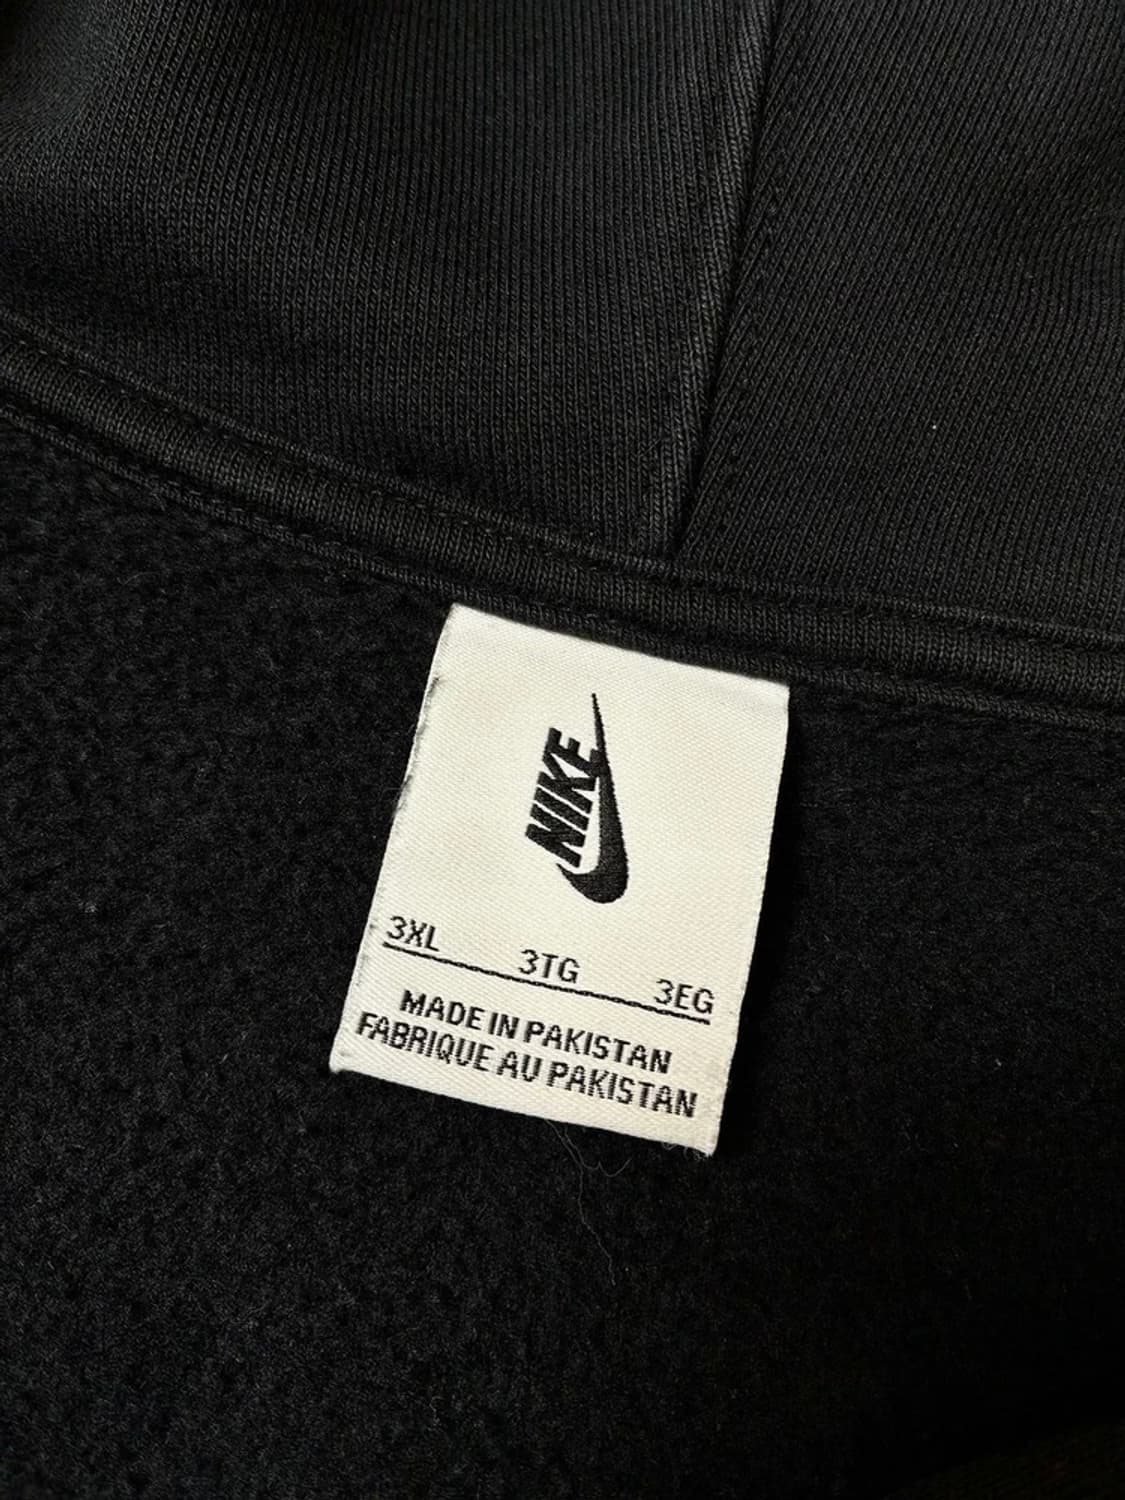 NIKE
3XL 3TG 3EG
MADE IN PAKISTAN
FABRIQUE AU PAKISTAN